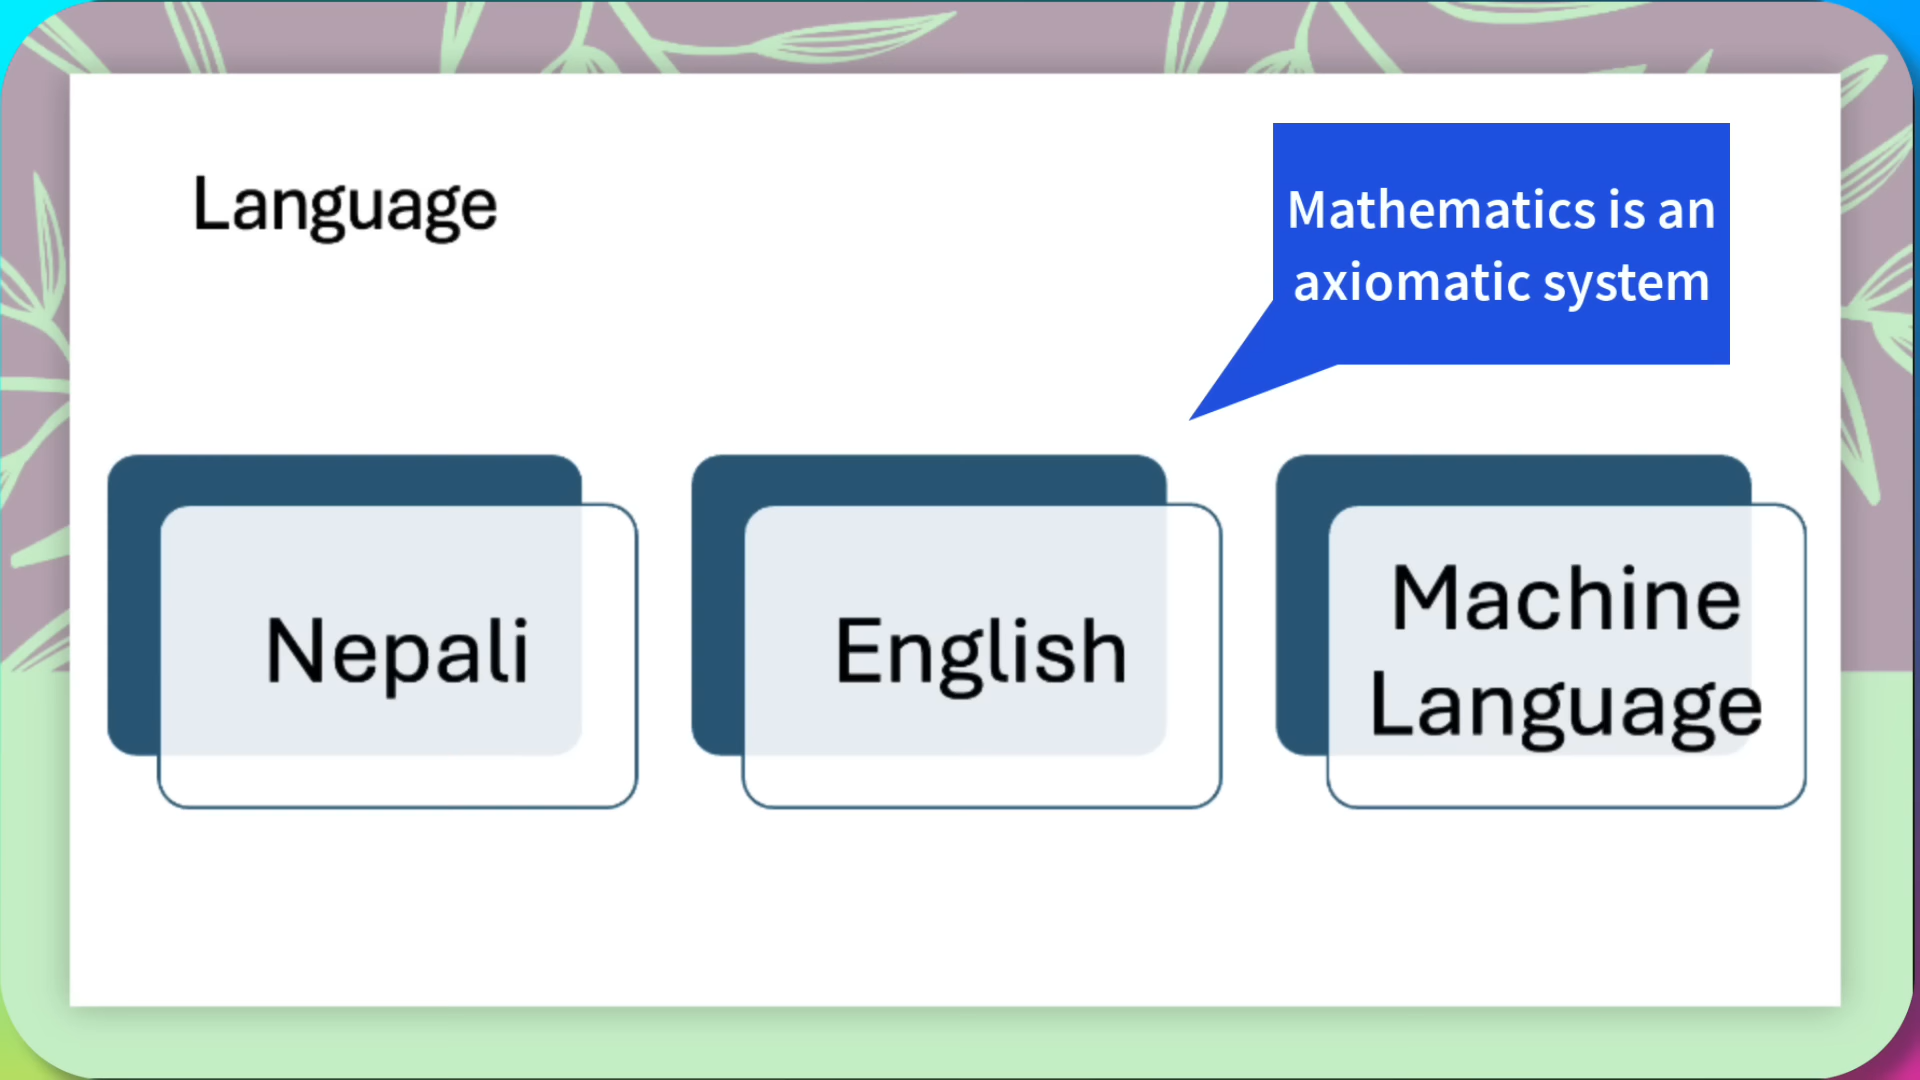 Language
Mathematics is an
axiomatic system
Nepali
English
Machine
Language